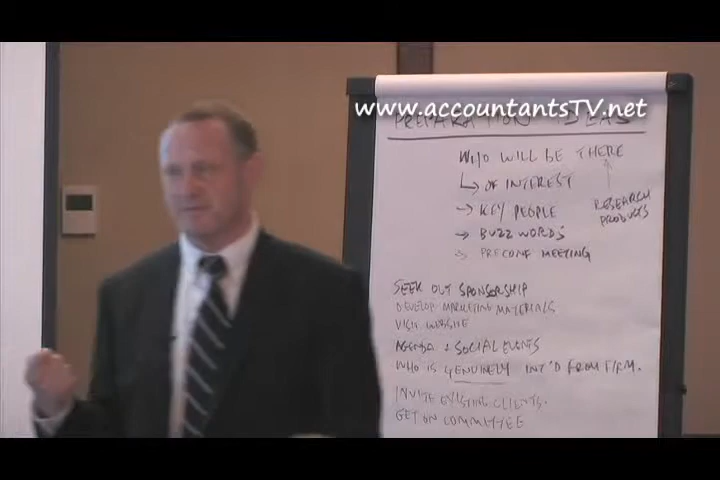 www.accountantsTV.net
PREPARATION IDEAS
WHO WILL BE THERE
↳ OF INTEREST
→ KEY PEOPLE
RESEARCH
PRODUCTS
→ BUZZ WORDS
→ PRECONF MEETING
SEEK OUT SPONSORSHIP
DEVELOP MARKETING MATERIALS
VISIT WEBSITE
AGENDA + SOCIAL EVENTS
WHO IS GENUINELY INT'D FROM FIRM.
INVITE EXISTING CLIENTS.
GET ON COMMITTEE